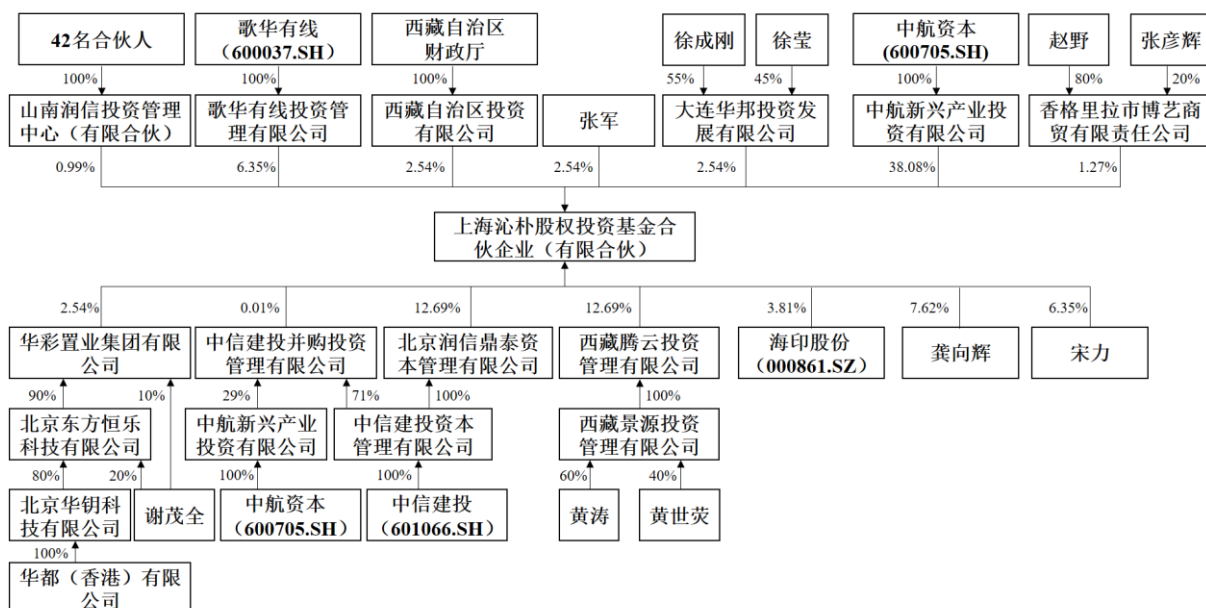 42名合伙人
歌华有线
（600037.SH）
西藏自治区
财政厅
徐成刚
徐莹
中航资本
(600705.SH)
赵野
张彦辉
100%
100%
100%
55%
45%
100%
80%
20%
山南润信投资管理
中心（有限合伙）
歌华有线投资管
理有限公司
西藏自治区投资
有限公司
张军
大连华邦投资发
展有限公司
中航新兴产业投
资有限公司
香格里拉市博艺商
贸有限责任公司
0.99%
6.35%
2.54%
2.54%
2.54%
38.08%
1.27%
上海沁朴股权投资基金合
伙企业（有限合伙）
2.54%
0.01%
12.69%
12.69%
3.81%
7.62%
6.35%
华彩置业集团有限
公司
中信建投并购投资
管理有限公司
北京润信鼎泰资
本管理有限公司
西藏腾云投资
管理有限公司
海印股份
（000861.SZ）
龚向辉
宋力
90%
10%
29%
71%
100%
100%
北京东方恒乐
科技有限公司
中航新兴产业
投资有限公司
中信建投资本
管理有限公司
西藏景源投资
管理有限公司
80%
20%
100%
100%
60%
40%
北京华钥科
技有限公司
谢茂全
中航资本
（600705.SH）
中信建投
（601066.SH）
黄涛
黄世荧
100%
华都（香港）有限
公司